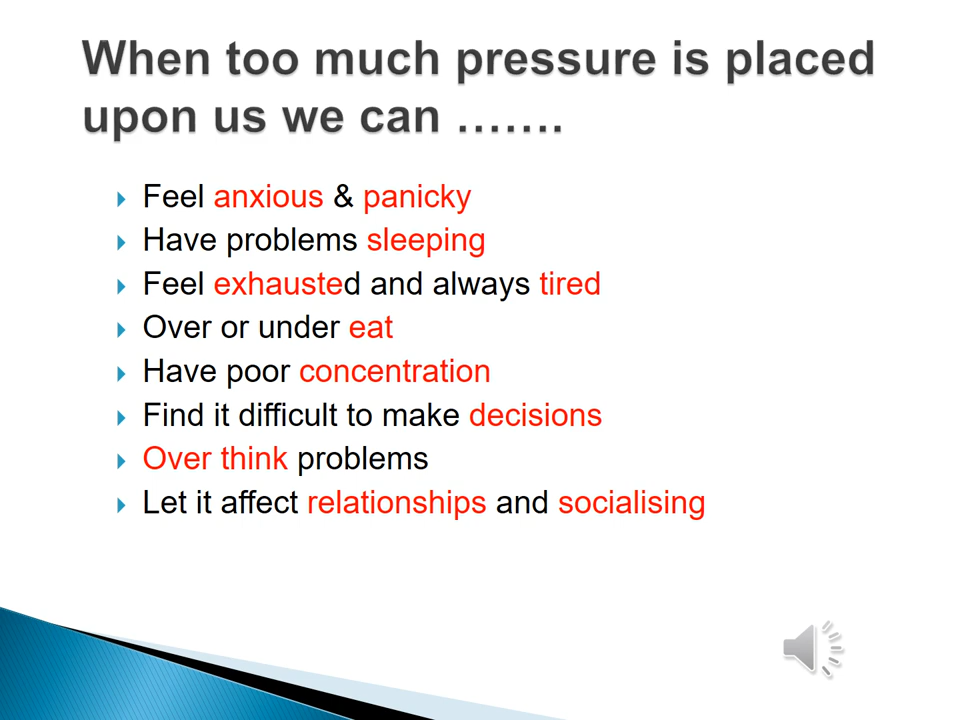 When too much pressure is placed
upon us we can …….
Feel anxious & panicky
Have problems sleeping
Feel exhausted and always tired
Over or under eat
Have poor concentration
Find it difficult to make decisions
Over think problems
Let it affect relationships and socialising